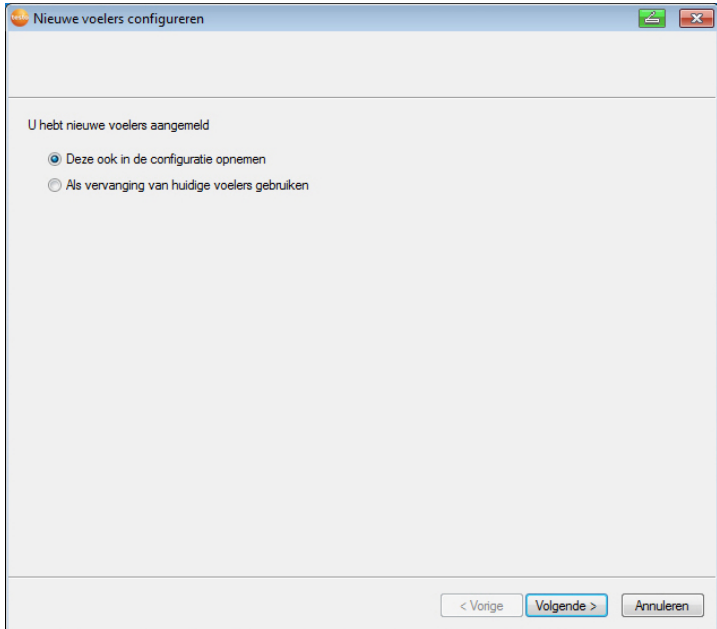 Nieuwe voelers configureren
U hebt nieuwe voelers aangemeld
Deze ook in de configuratie opnemen
Als vervanging van huidige voelers gebruiken
< Vorige
Volgende >
Annuleren